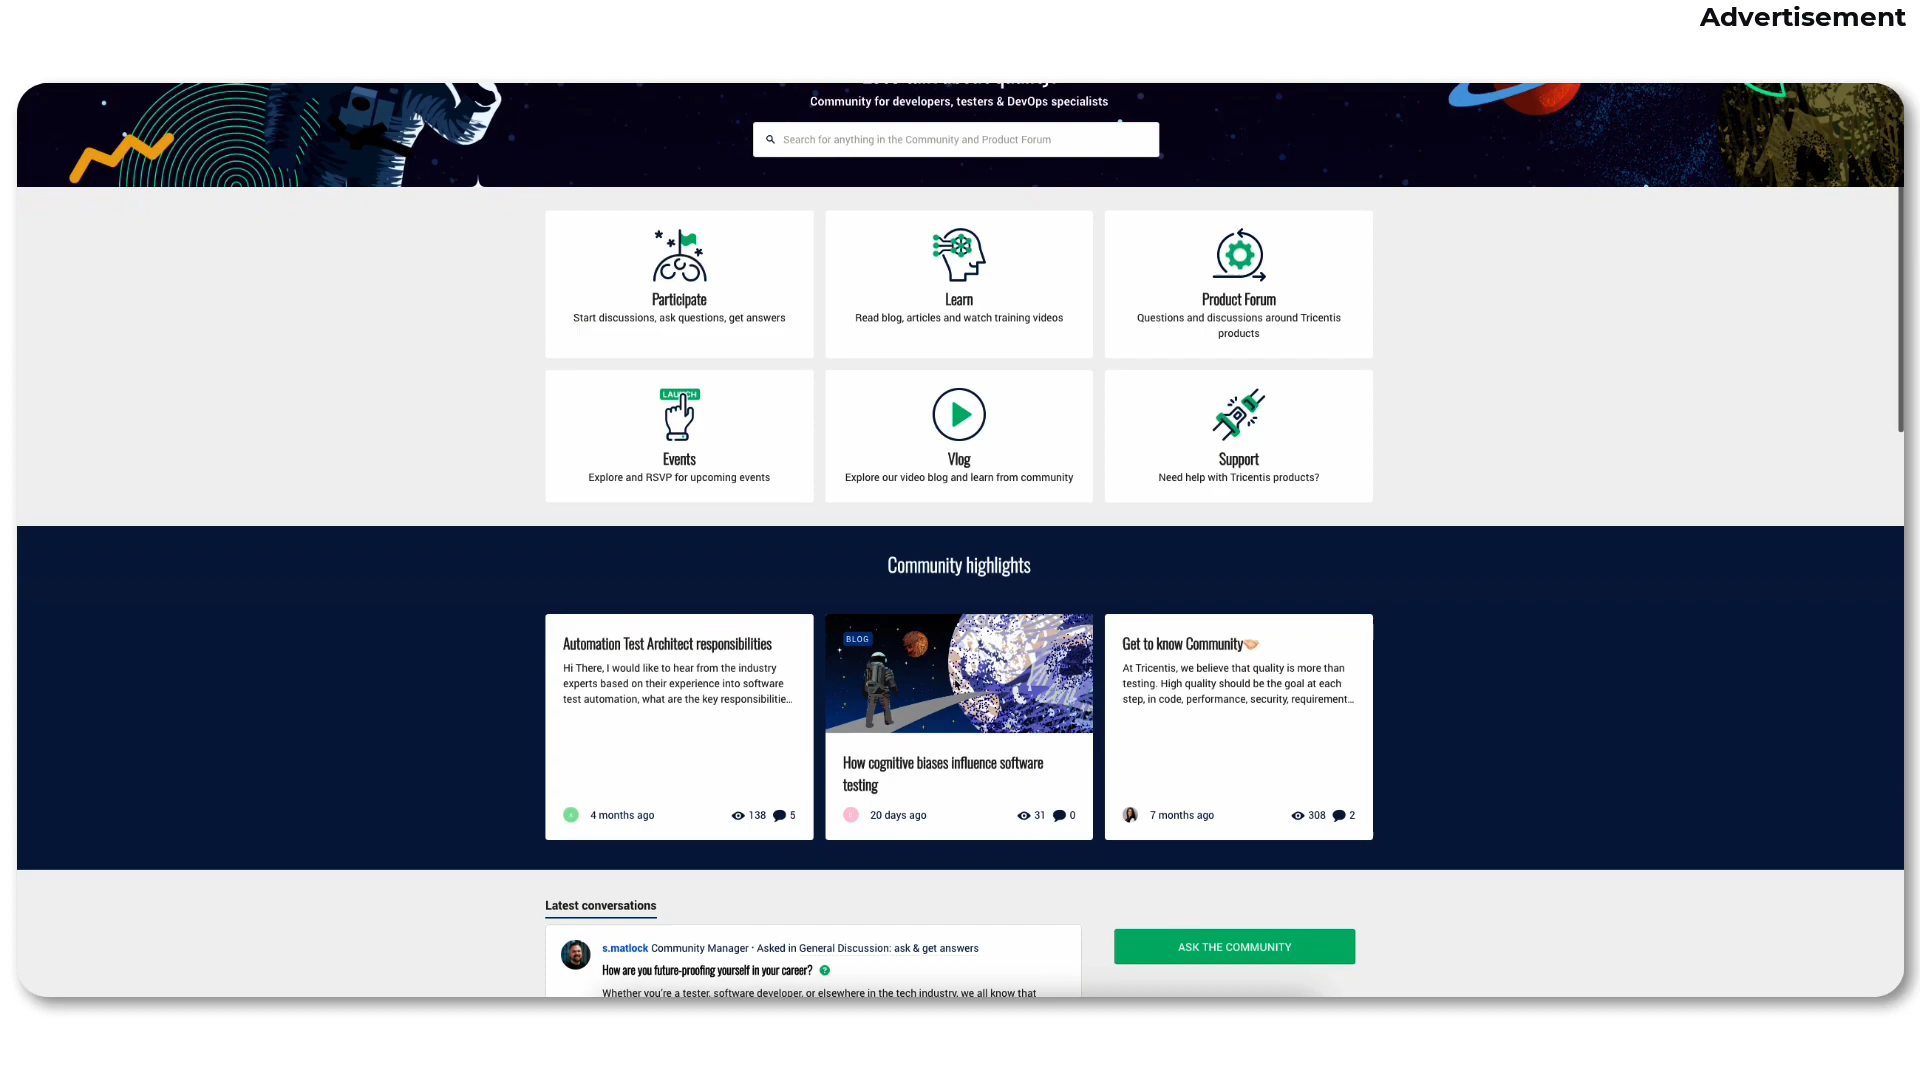 Advertisement
Community for developers, testers & DevOps specialists
Search for anything in the Community and Product Forum
Participate
Start discussions, ask questions, get answers
Learn
Read blog, articles and watch training videos
Product Forum
Questions and discussions around Tricentis
products
LAUNCH
Events
Explore and RSVP for upcoming events
Vlog
Explore our video blog and learn from community
Support
Need help with Tricentis products?
Community highlights
Automation Test Architect responsibilities
Hi There, I would like to hear from the industry
experts based on their experience into software
test automation, what are the key responsibilitie...
4 months ago 138 5
BLOG
How cognitive biases influence software
testing
20 days ago 31 0
Get to know Community🤝
At Tricentis, we believe that quality is more than
testing. High quality should be the goal at each
step, in code, performance, security, requirement...
7 months ago 308 2
Latest conversations
s.matlock Community Manager · Asked in General Discussion: ask & get answers
How are you future-proofing yourself in your career? ?
Whether you're a tester, software developer, or elsewhere in the tech industry, we all know that
ASK THE COMMUNITY